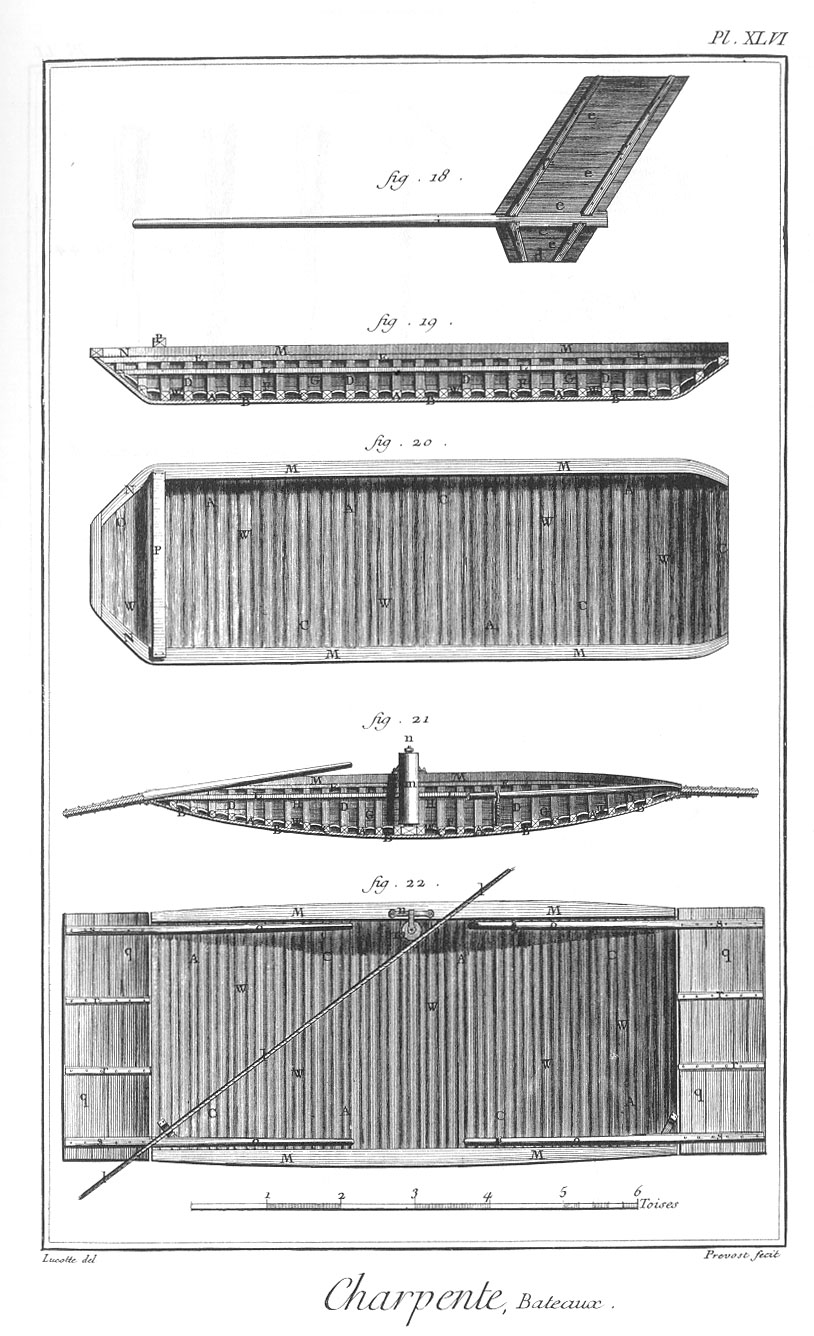 Pl. XLVI
fig. 18.
e
e
e
i
e
e
d
fig. 19.
P
N M M
E E E
L L
D G D D G D
W W W
A B A B A B
fig. 20.
M M
N A A C A
O W W C
P W
W W
C A C
N
M M
fig. 21
n
M M
m
D H D G H D G
B B B B
fig. 22.
l
M n M
s o o s
q A C A C q
W W W
r r
l
r W W r
q C A C A q
s o o s
M M
l
1 2 3 4 5 6 Toises
Lucotte del
Prevost fecit
Charpente, Bateaux.